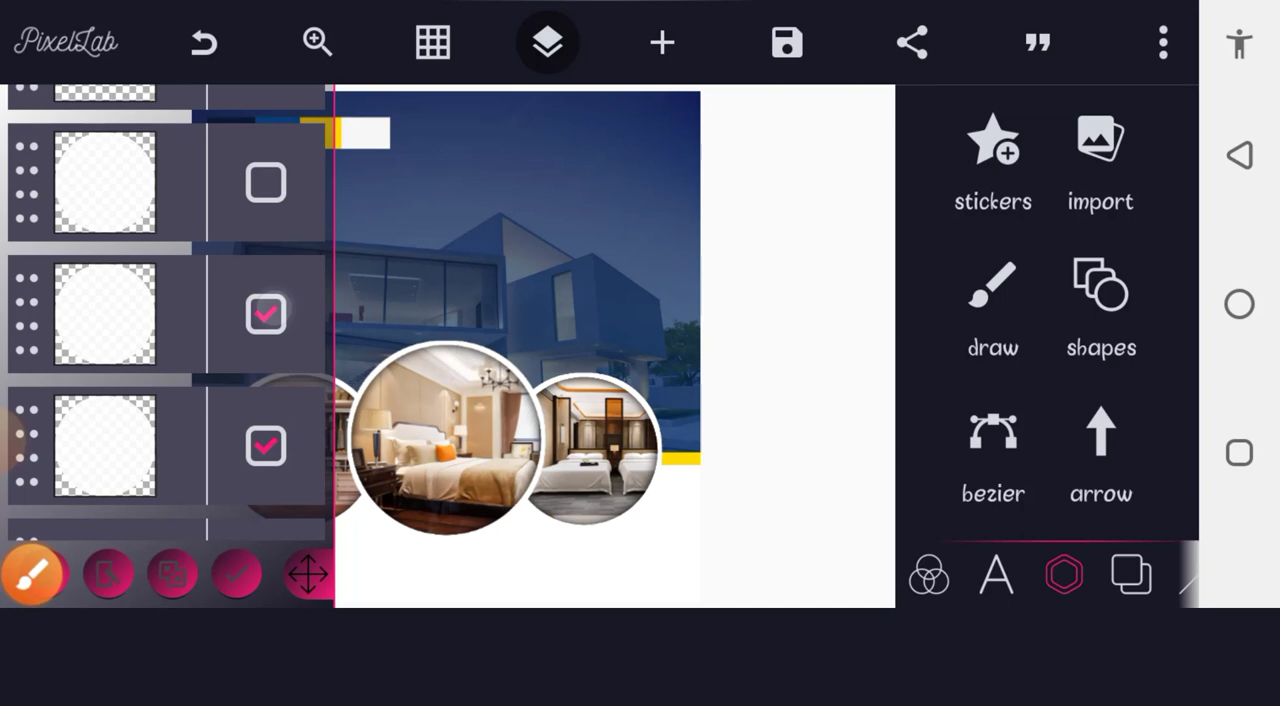 PixelLab
stickers
import
draw
shapes
bezier
arrow